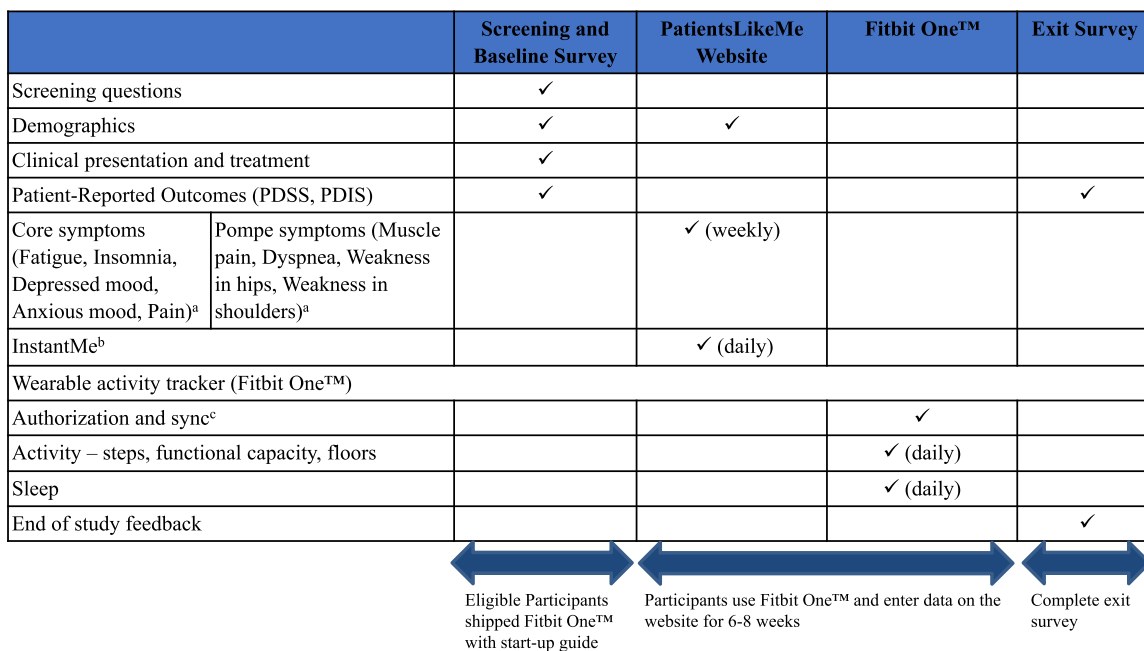 Screening and Baseline Survey
PatientsLikeMe Website
Fitbit One™
Exit Survey
Screening questions ✓
Demographics ✓ ✓
Clinical presentation and treatment ✓
Patient-Reported Outcomes (PDSS, PDIS) ✓ ✓
Core symptoms
(Fatigue, Insomnia,
Depressed mood,
Anxious mood, Pain)ᵃ
Pompe symptoms (Muscle
pain, Dyspnea, Weakness
in hips, Weakness in
shoulders)ᵃ
✓ (weekly)
InstantMeᵇ ✓ (daily)
Wearable activity tracker (Fitbit One™)
Authorization and syncᶜ ✓
Activity – steps, functional capacity, floors ✓ (daily)
Sleep ✓ (daily)
End of study feedback ✓
Eligible Participants
shipped Fitbit One™
with start-up guide
Participants use Fitbit One™ and enter data on the
website for 6-8 weeks
Complete exit
survey